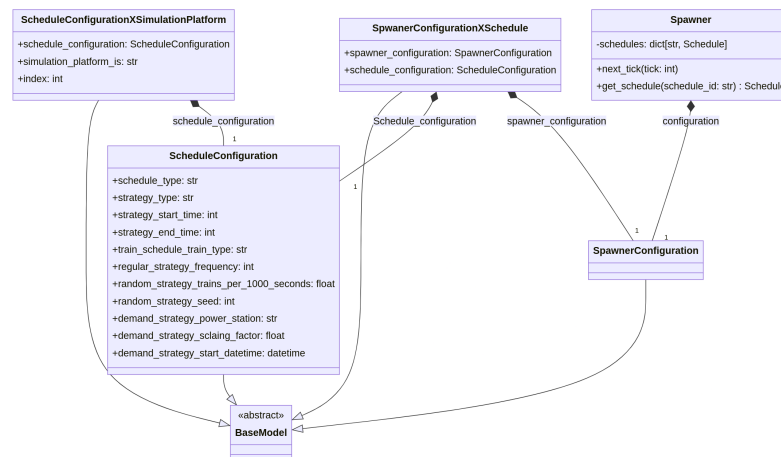 ScheduleConfigurationXSimulationPlatform
+schedule_configuration: ScheduleConfiguration
+simulation_platform_is: str
+index: int
SpwanerConfigurationXSchedule
+spawner_configuration: SpawnerConfiguration
+schedule_configuration: ScheduleConfiguration
Spawner
-schedules: dict[str, Schedule]
+next_tick(tick: int)
+get_schedule(schedule_id: str) : Schedule
schedule_configuration
Schedule_configuration
spawner_configuration
configuration
1
1
1
1
ScheduleConfiguration
+schedule_type: str
+strategy_type: str
+strategy_start_time: int
+strategy_end_time: int
+train_schedule_train_type: str
+regular_strategy_frequency: int
+random_strategy_trains_per_1000_seconds: float
+random_strategy_seed: int
+demand_strategy_power_station: str
+demand_strategy_sclaing_factor: float
+demand_strategy_start_datetime: datetime
SpawnerConfiguration
«abstract»
BaseModel